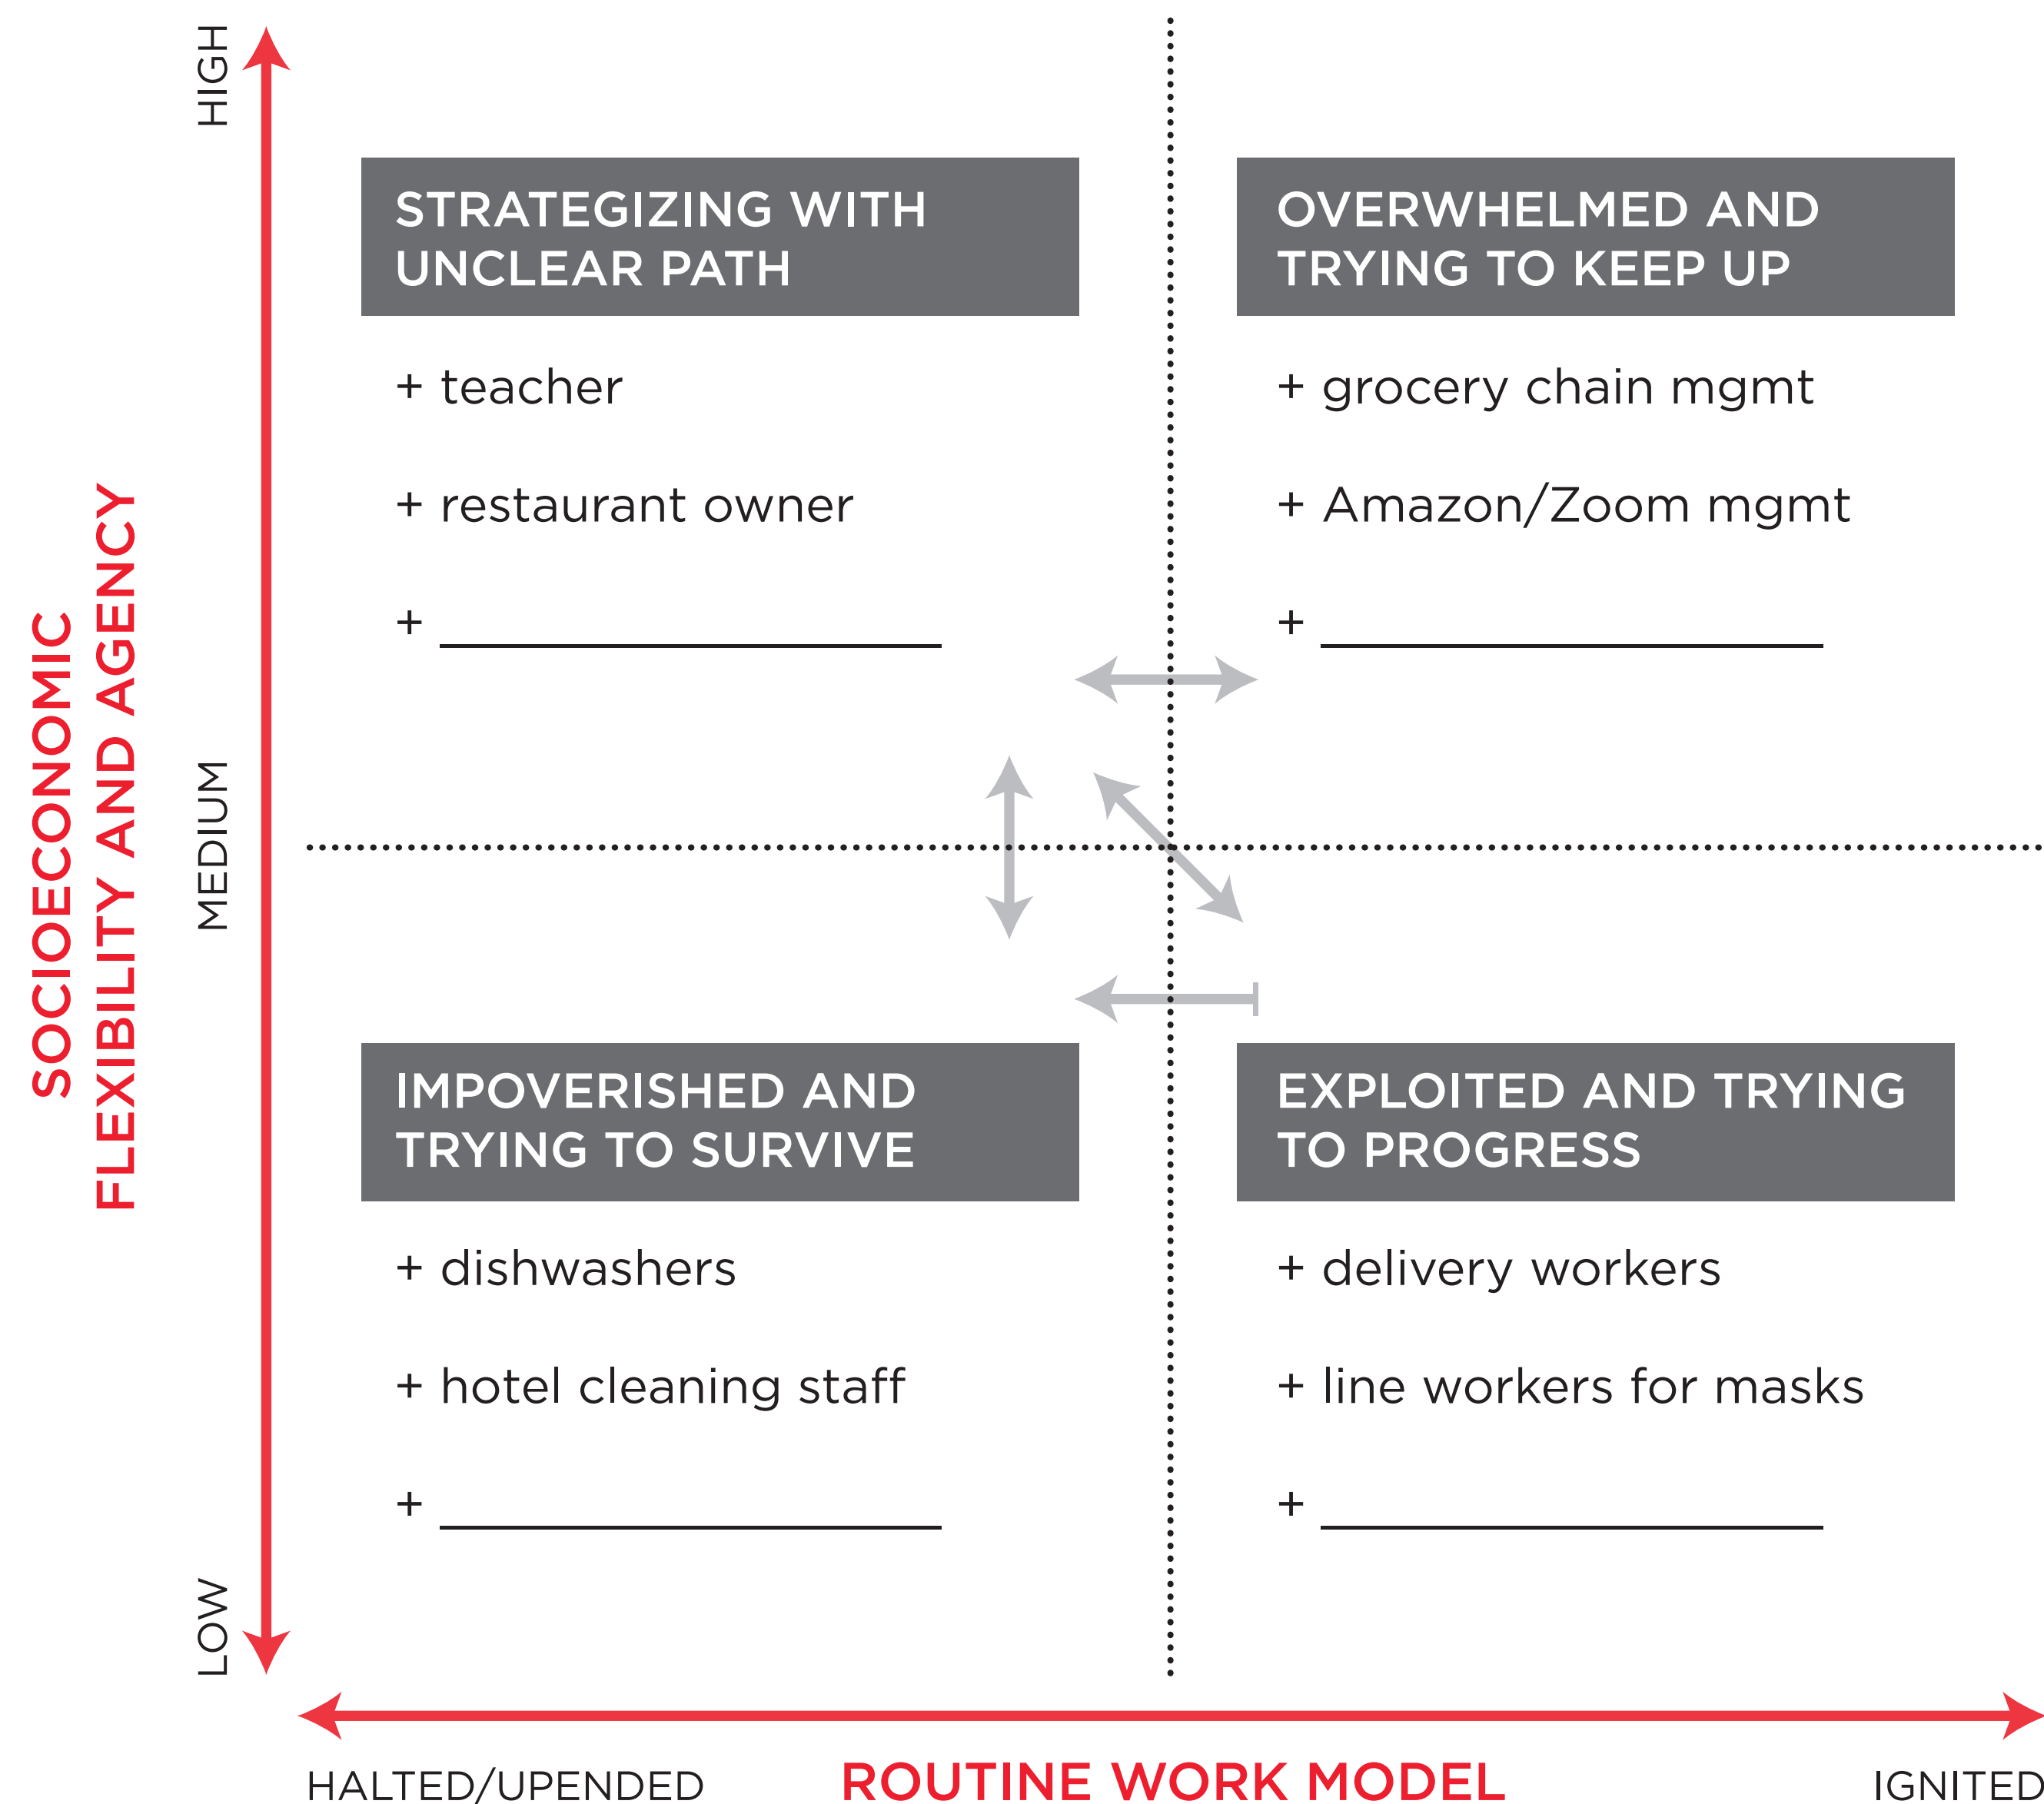 HIGH
STRATEGIZING WITH
UNCLEAR PATH
+ teacher
+ restaurant owner
+
OVERWHELMED AND
TRYING TO KEEP UP
+ grocery chain mgmt
+ Amazon/Zoom mgmt
+
SOCIOECONOMIC
FLEXIBILITY AND AGENCY
MEDIUM
IMPOVERISHED AND
TRYING TO SURVIVE
+ dishwashers
+ hotel cleaning staff
+
EXPLOITED AND TRYING
TO PROGRESS
+ delivery workers
+ line workers for masks
+
LOW
HALTED/UPENDED
ROUTINE WORK MODEL
IGNITED